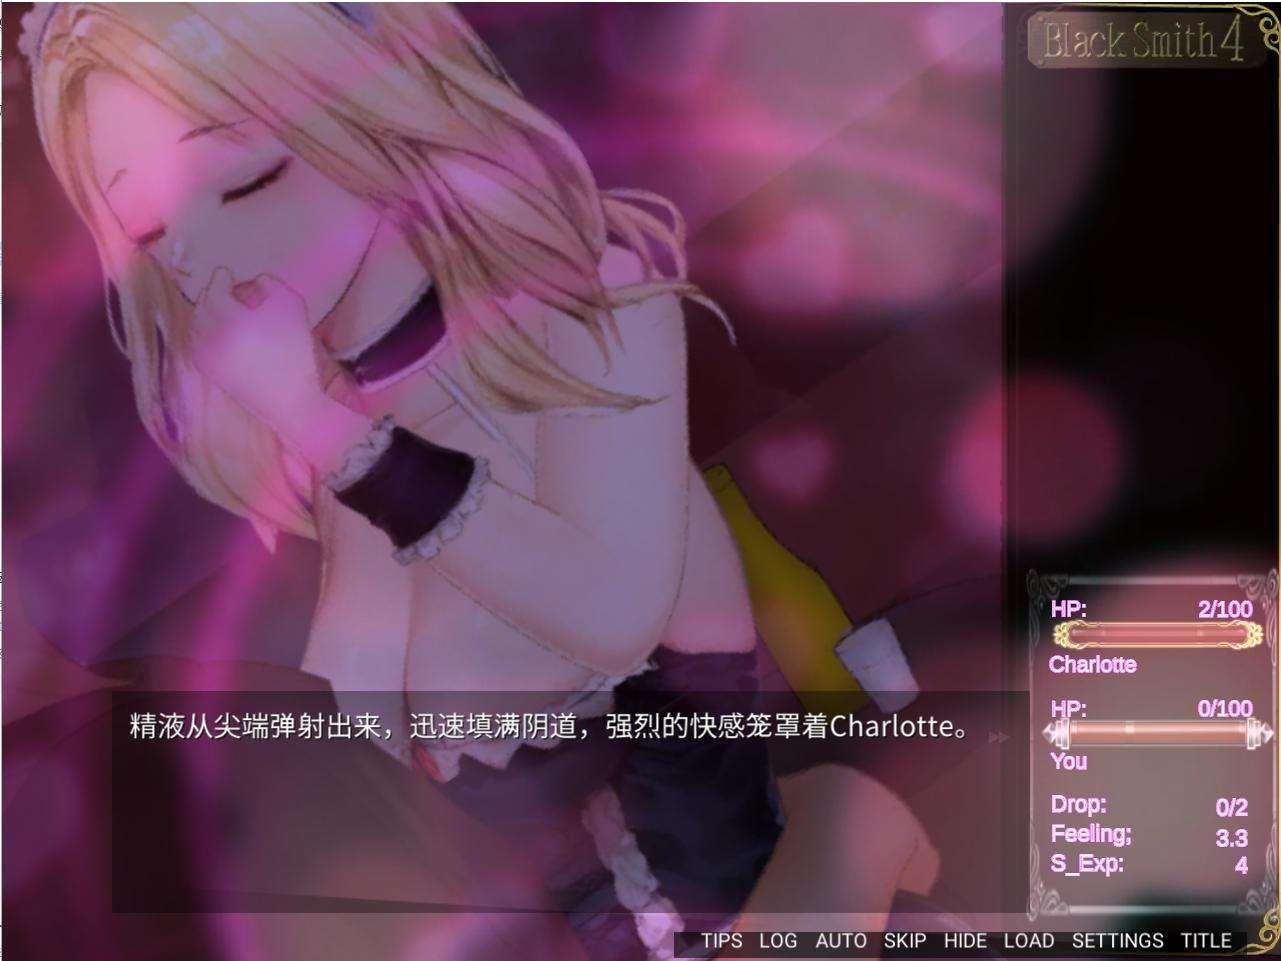 Black Smith 4
HP: 2/100
Charlotte
HP: 0/100
You
Drop: 0/2
Feeling; 3.3
S_Exp: 4
精液从尖端弹射出来，迅速填满阴道，强烈的快感笼罩着Charlotte。
TIPS LOG AUTO SKIP HIDE LOAD SETTINGS TITLE